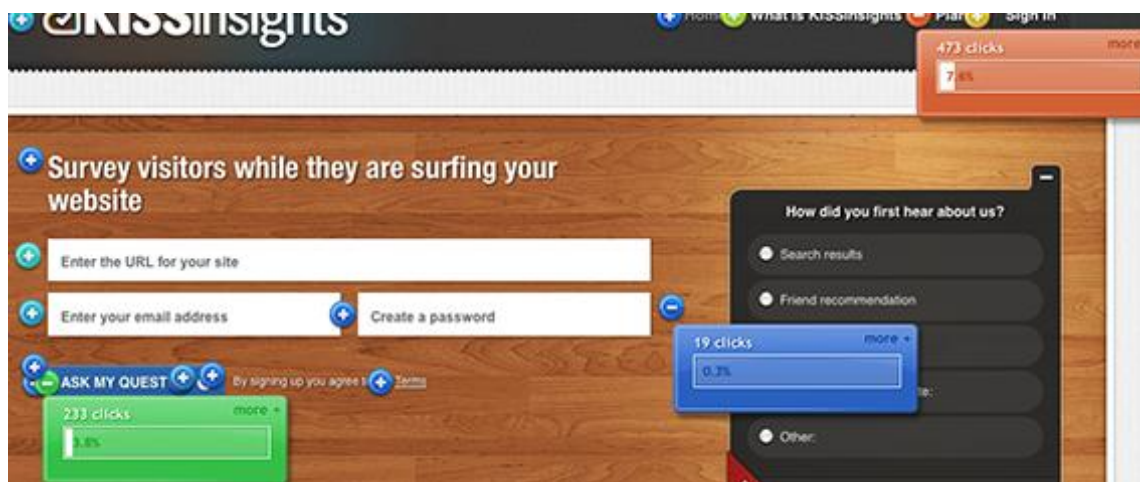 KISSinsights
Home What is KISSinsights Plan Sign In
473 clicks more
7.6%
Survey visitors while they are surfing your
website
How did you first hear about us?
Enter the URL for your site
Search results
Friend recommendation
Enter your email address Create a password
19 clicks more +
0.3%
ASK MY QUEST By signing up you agree t Terms
233 clicks more +
3.8%
Other: